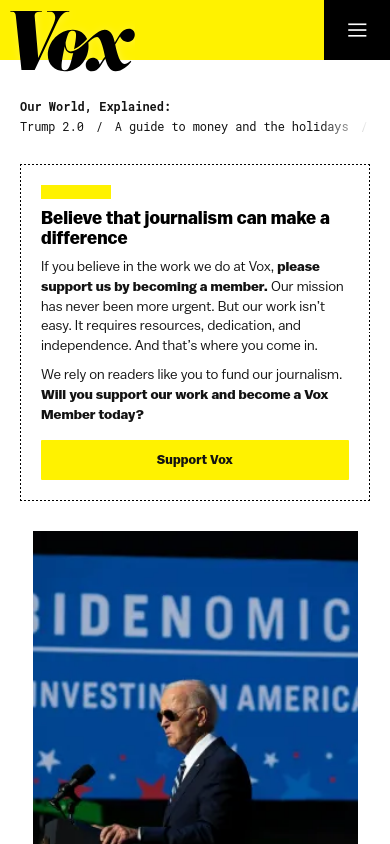 Vox
Our World, Explained:
Trump 2.0 / A guide to money and the holidays /
Believe that journalism can make a
difference
If you believe in the work we do at Vox, please
support us by becoming a member. Our mission
has never been more urgent. But our work isn't
easy. It requires resources, dedication, and
independence. And that's where you come in.
We rely on readers like you to fund our journalism.
Will you support our work and become a Vox
Member today?
Support Vox
BIDENOMIC
INVESTING IN AMERICA